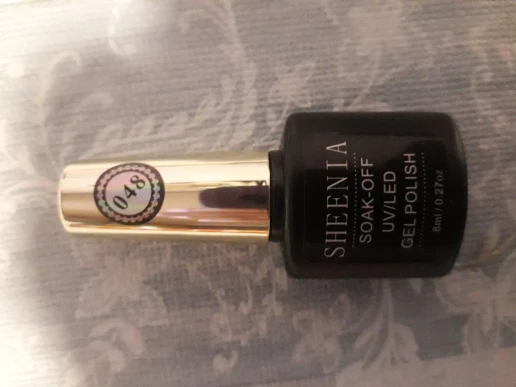 048
SHEENIA
SOAK-OFF
UV/LED
GEL POLISH
8ml / 0.27oz